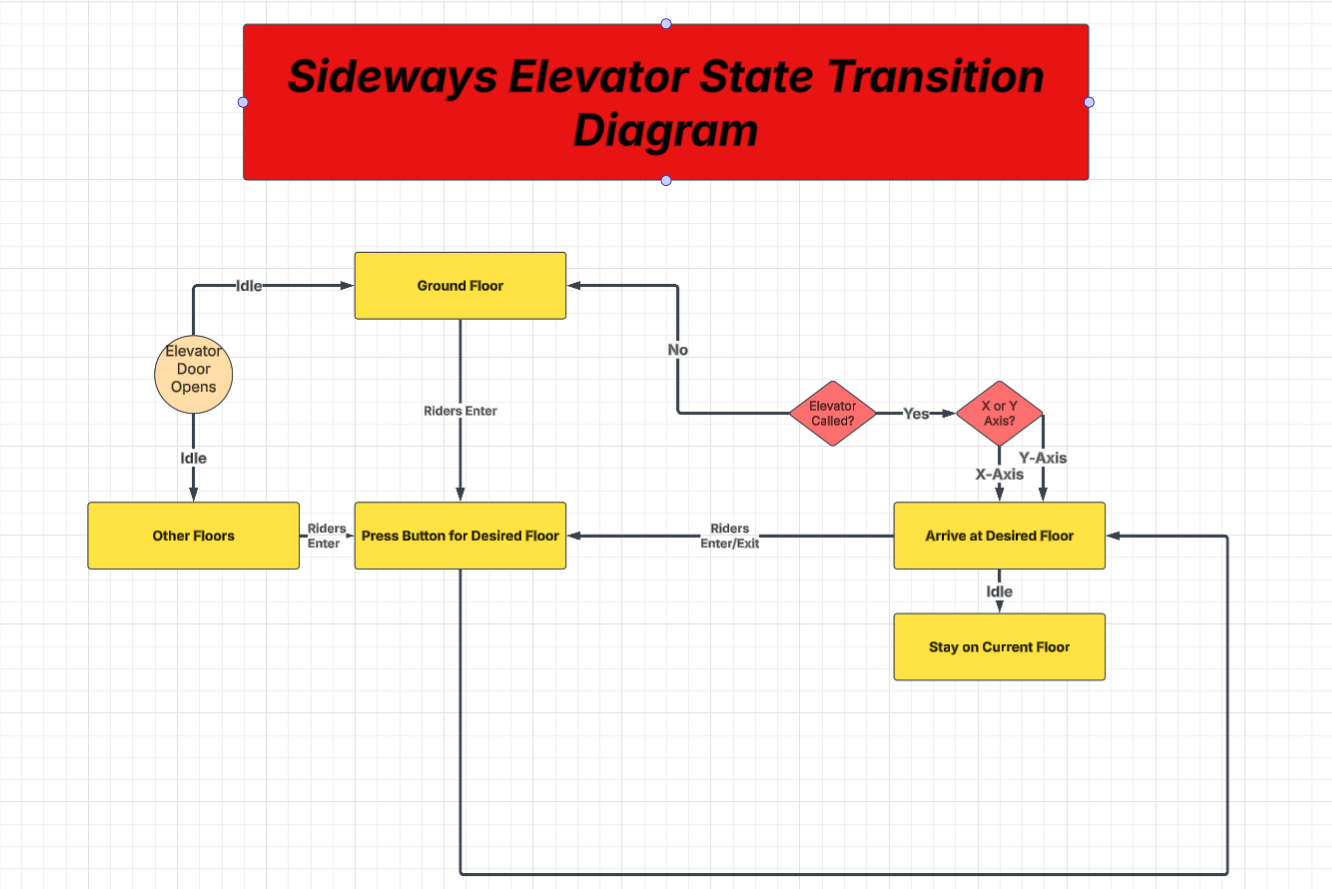 Sideways Elevator State Transition
Diagram
Idle
Ground Floor
No
Elevator
Door
Opens
Riders Enter
Elevator
Called?
Yes
X or Y
Axis?
Idle
Y-Axis
X-Axis
Other Floors
Riders
Enter
Press Button for Desired Floor
Riders
Enter/Exit
Arrive at Desired Floor
Idle
Stay on Current Floor